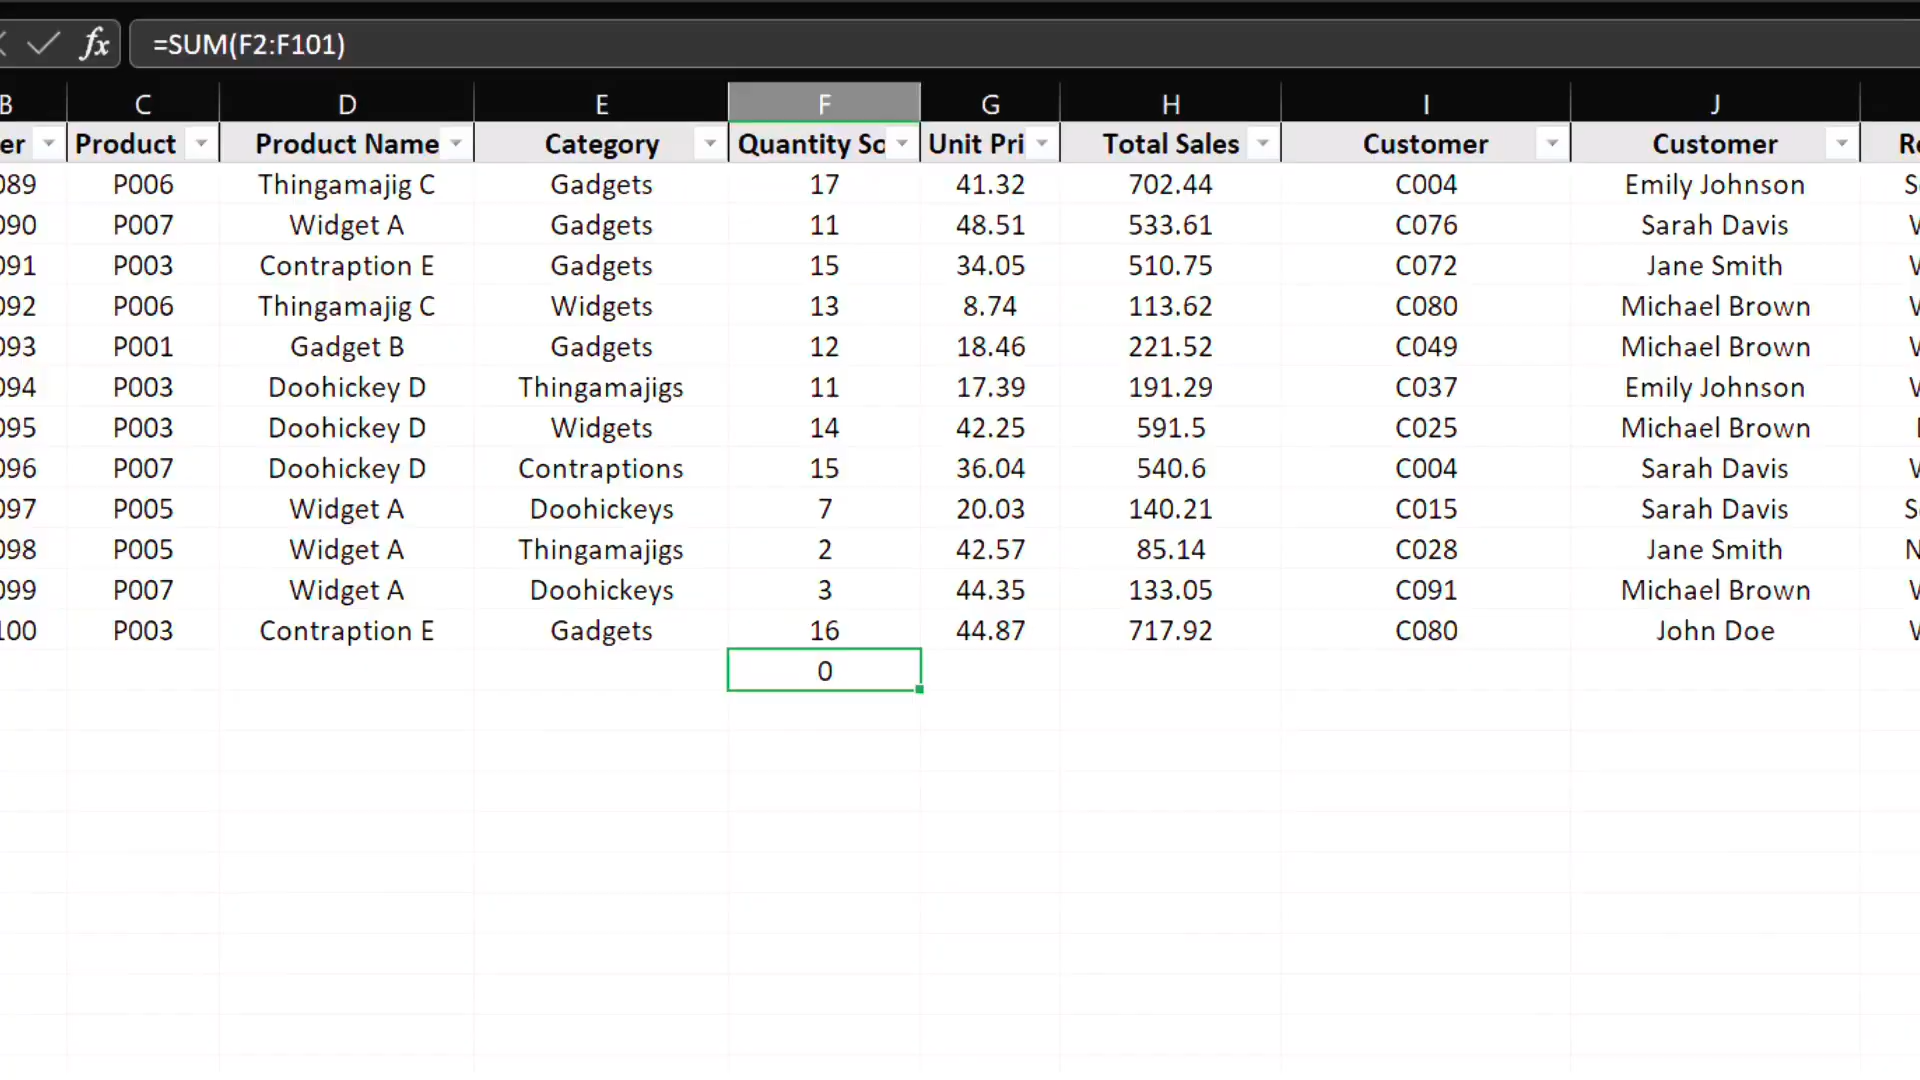 fx =SUM(F2:F101)
B C D E F G H I J
er Product Product Name Category Quantity So Unit Pri Total Sales Customer Customer Re
089 P006 Thingamajig C Gadgets 17 41.32 702.44 C004 Emily Johnson S
090 P007 Widget A Gadgets 11 48.51 533.61 C076 Sarah Davis W
091 P003 Contraption E Gadgets 15 34.05 510.75 C072 Jane Smith W
092 P006 Thingamajig C Widgets 13 8.74 113.62 C080 Michael Brown W
093 P001 Gadget B Gadgets 12 18.46 221.52 C049 Michael Brown W
094 P003 Doohickey D Thingamajigs 11 17.39 191.29 C037 Emily Johnson W
095 P003 Doohickey D Widgets 14 42.25 591.5 C025 Michael Brown
096 P007 Doohickey D Contraptions 15 36.04 540.6 C004 Sarah Davis W
097 P005 Widget A Doohickeys 7 20.03 140.21 C015 Sarah Davis S
098 P005 Widget A Thingamajigs 2 42.57 85.14 C028 Jane Smith N
099 P007 Widget A Doohickeys 3 44.35 133.05 C091 Michael Brown W
100 P003 Contraption E Gadgets 16 44.87 717.92 C080 John Doe W
0